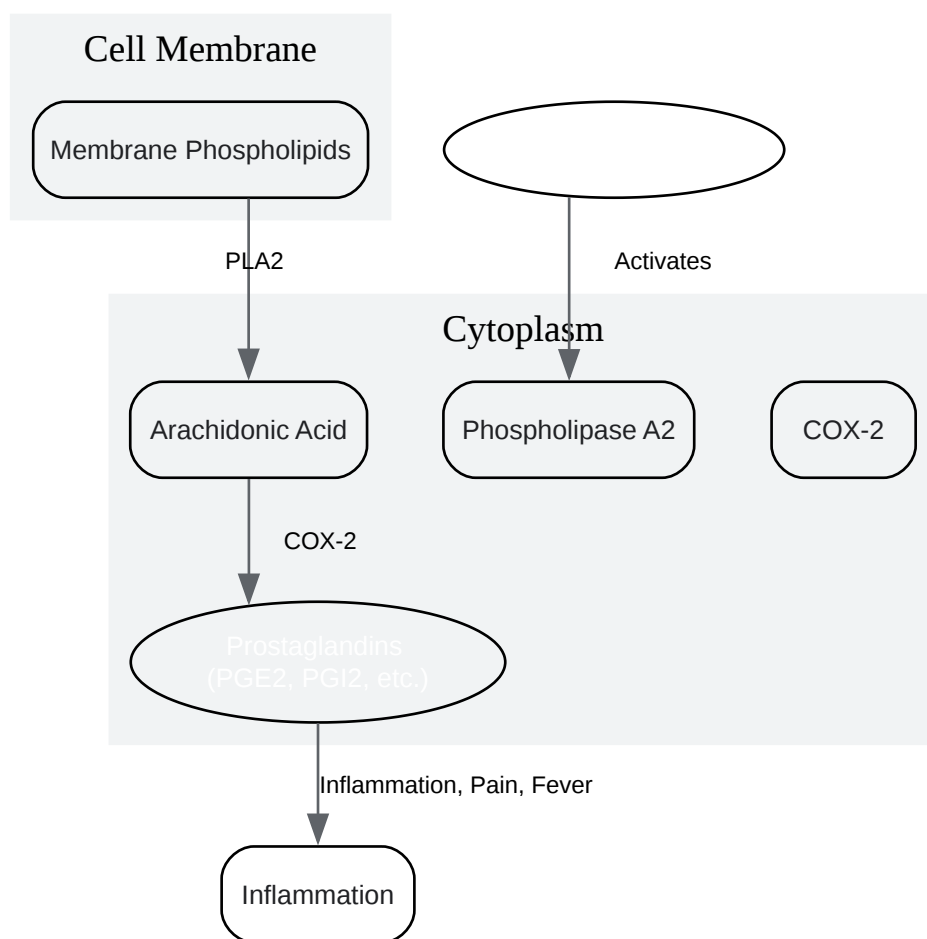 Cell Membrane
Membrane Phospholipids
PLA2
Activates
Cytoplasm
Arachidonic Acid
Phospholipase A2
COX-2
COX-2
Prostaglandins
(PGE2, PGI2, etc.)
Inflammation, Pain, Fever
Inflammation